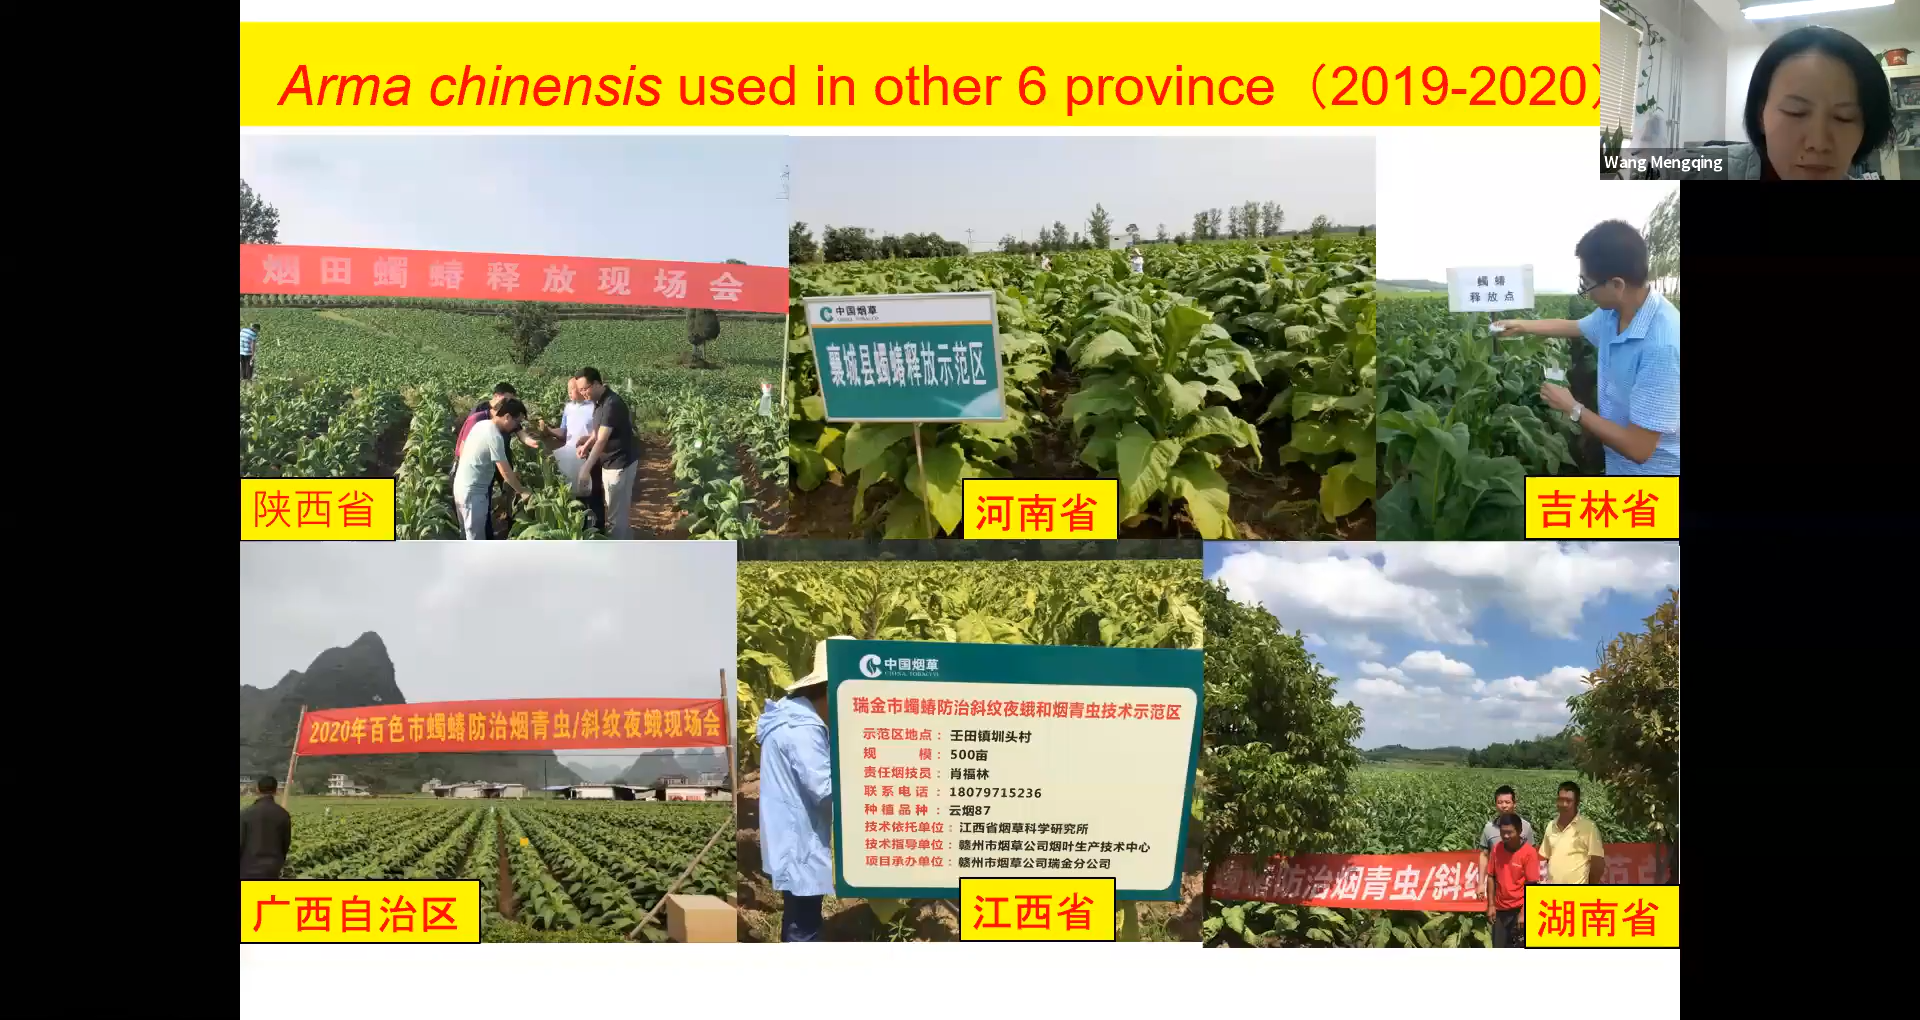 Arma chinensis used in other 6 province（2019-2020）
Wang Mengqing
烟田蠋蝽释放现场会
中国烟草
CHINA TOBACCO
襄城县蠋蝽释放示范区
蠋蝽
释放点
陕西省
河南省
吉林省
2020年百色市蠋蝽防治烟青虫/斜纹夜蛾现场会
中国烟草
CHINA TOBACCO
瑞金市蠋蝽防治斜纹夜蛾和烟青虫技术示范区
示范区地点：壬田镇圳头村
规模：500亩
责任烟技员：肖福林
联系电话：18079715236
种植品种：云烟87
技术依托单位：江西省烟草科学研究所
技术指导单位：赣州市烟草公司烟叶生产技术中心
项目承办单位：赣州市烟草公司瑞金分公司
蠋蝽防治烟青虫/斜纹 范点
广西自治区
江西省
湖南省